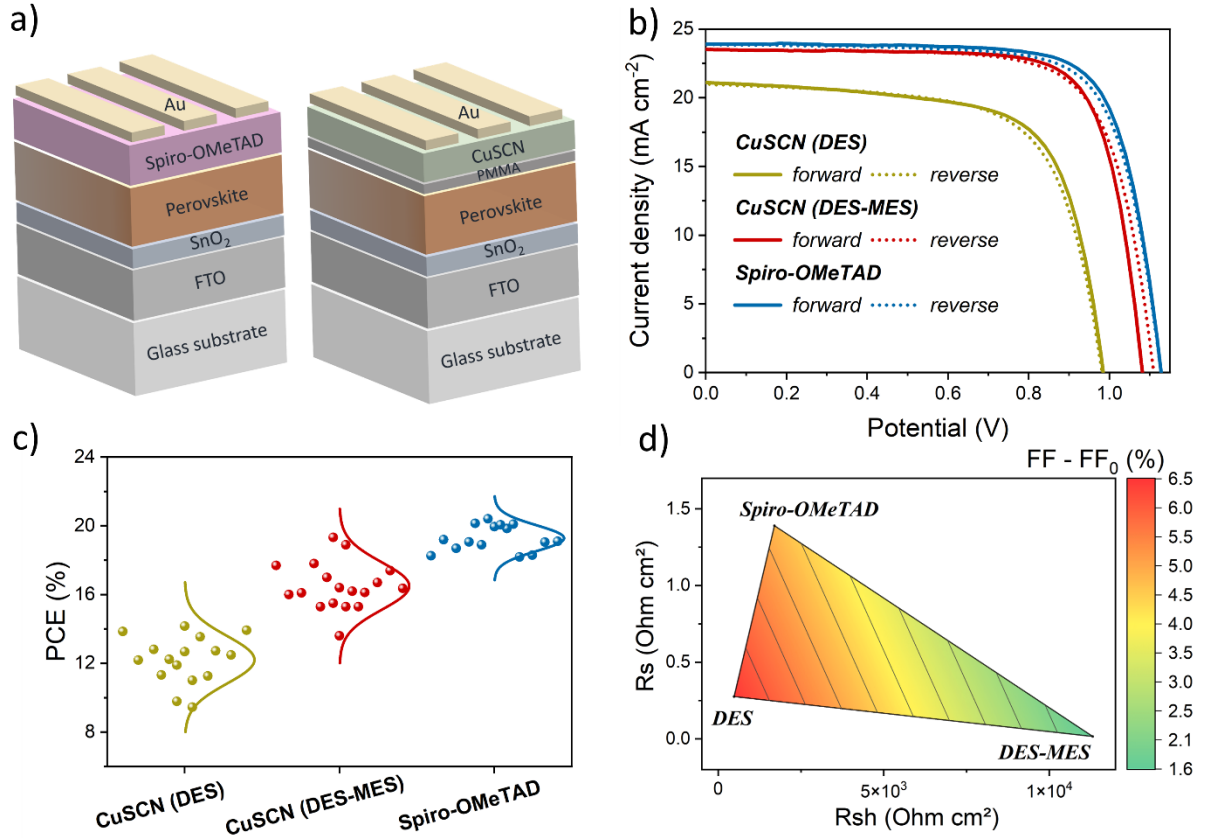 a)
Au
Spiro-OMeTAD
Perovskite
SnO₂
FTO
Glass substrate
Au
CuSCN
PMMA
Perovskite
SnO₂
FTO
Glass substrate
b)
Current density (mA cm⁻²)
25
20
15
10
5
0
CuSCN (DES)
forward reverse
CuSCN (DES-MES)
forward reverse
Spiro-OMeTAD
forward reverse
0.0 0.2 0.4 0.6 0.8 1.0
Potential (V)
c)
PCE (%)
24
20
16
12
8
CuSCN (DES)
CuSCN (DES-MES)
Spiro-OMeTAD
d)
FF - FF₀ (%)
Rs (Ohm cm²)
1.5
1.0
0.5
0.0
Spiro-OMeTAD
DES
DES-MES
0 5×10³ 1×10⁴
Rsh (Ohm cm²)
6.5
6.0
5.5
5.0
4.5
4.0
3.5
3.0
2.5
2.1
1.6